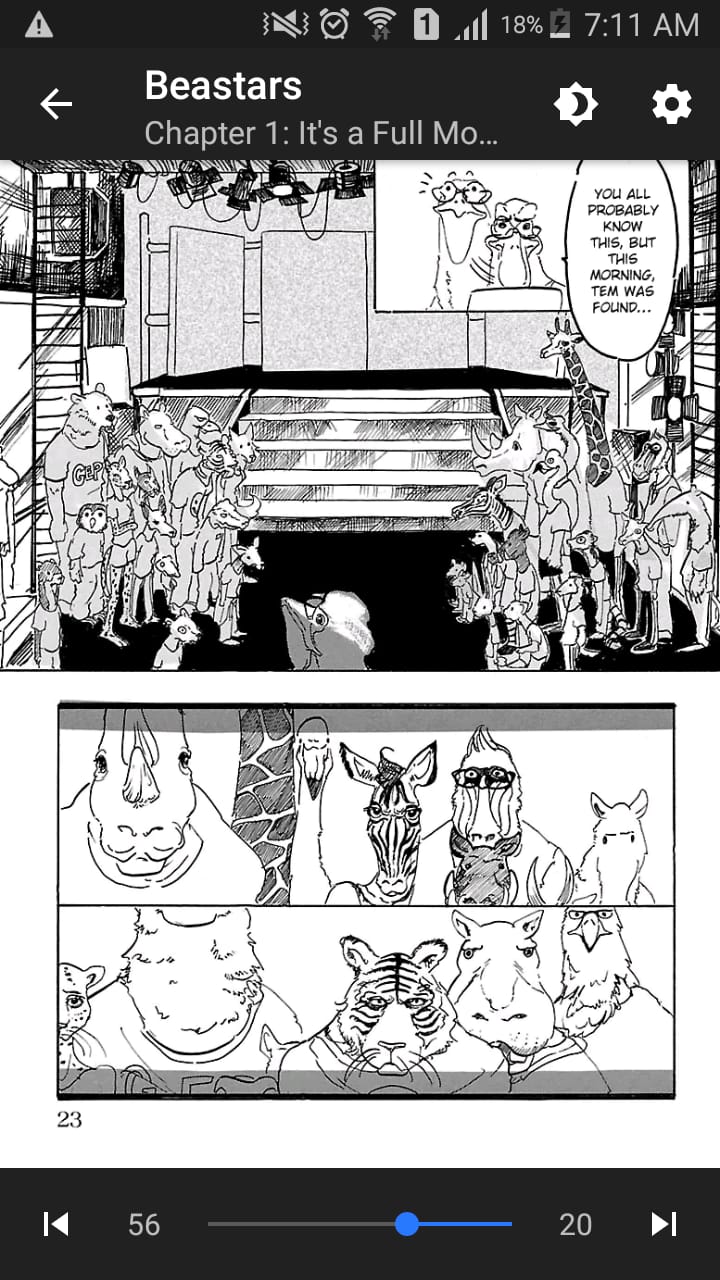 1 18% 7:11 AM
Beastars
Chapter 1: It's a Full Mo...
YOU ALL
PROBABLY
KNOW
THIS, BUT
THIS
MORNING,
TEM WAS
FOUND...
23
56
20